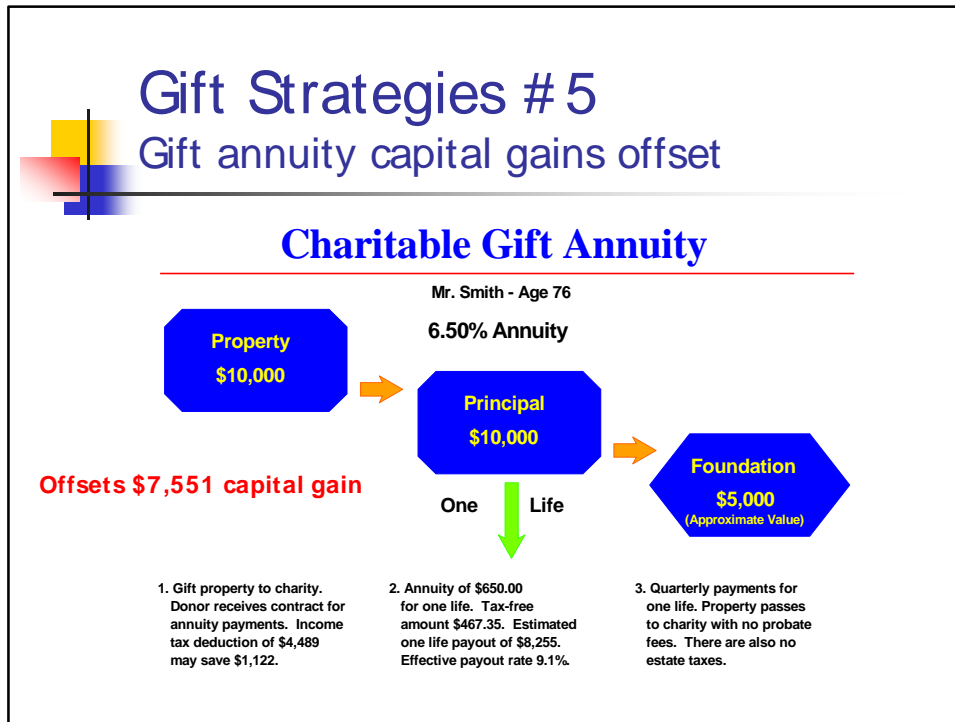 Gift Strategies #5
Gift annuity capital gains offset
Charitable Gift Annuity
Mr. Smith - Age 76
6.50% Annuity
Property
$10,000
Principal
$10,000
Foundation
$5,000
(Approximate Value)
Offsets $7,551 capital gain
One Life
1. Gift property to charity.
Donor receives contract for
annuity payments. Income
tax deduction of $4,489
may save $1,122.
2. Annuity of $650.00
for one life. Tax-free
amount $467.35. Estimated
one life payout of $8,255.
Effective payout rate 9.1%.
3. Quarterly payments for
one life. Property passes
to charity with no probate
fees. There are also no
estate taxes.